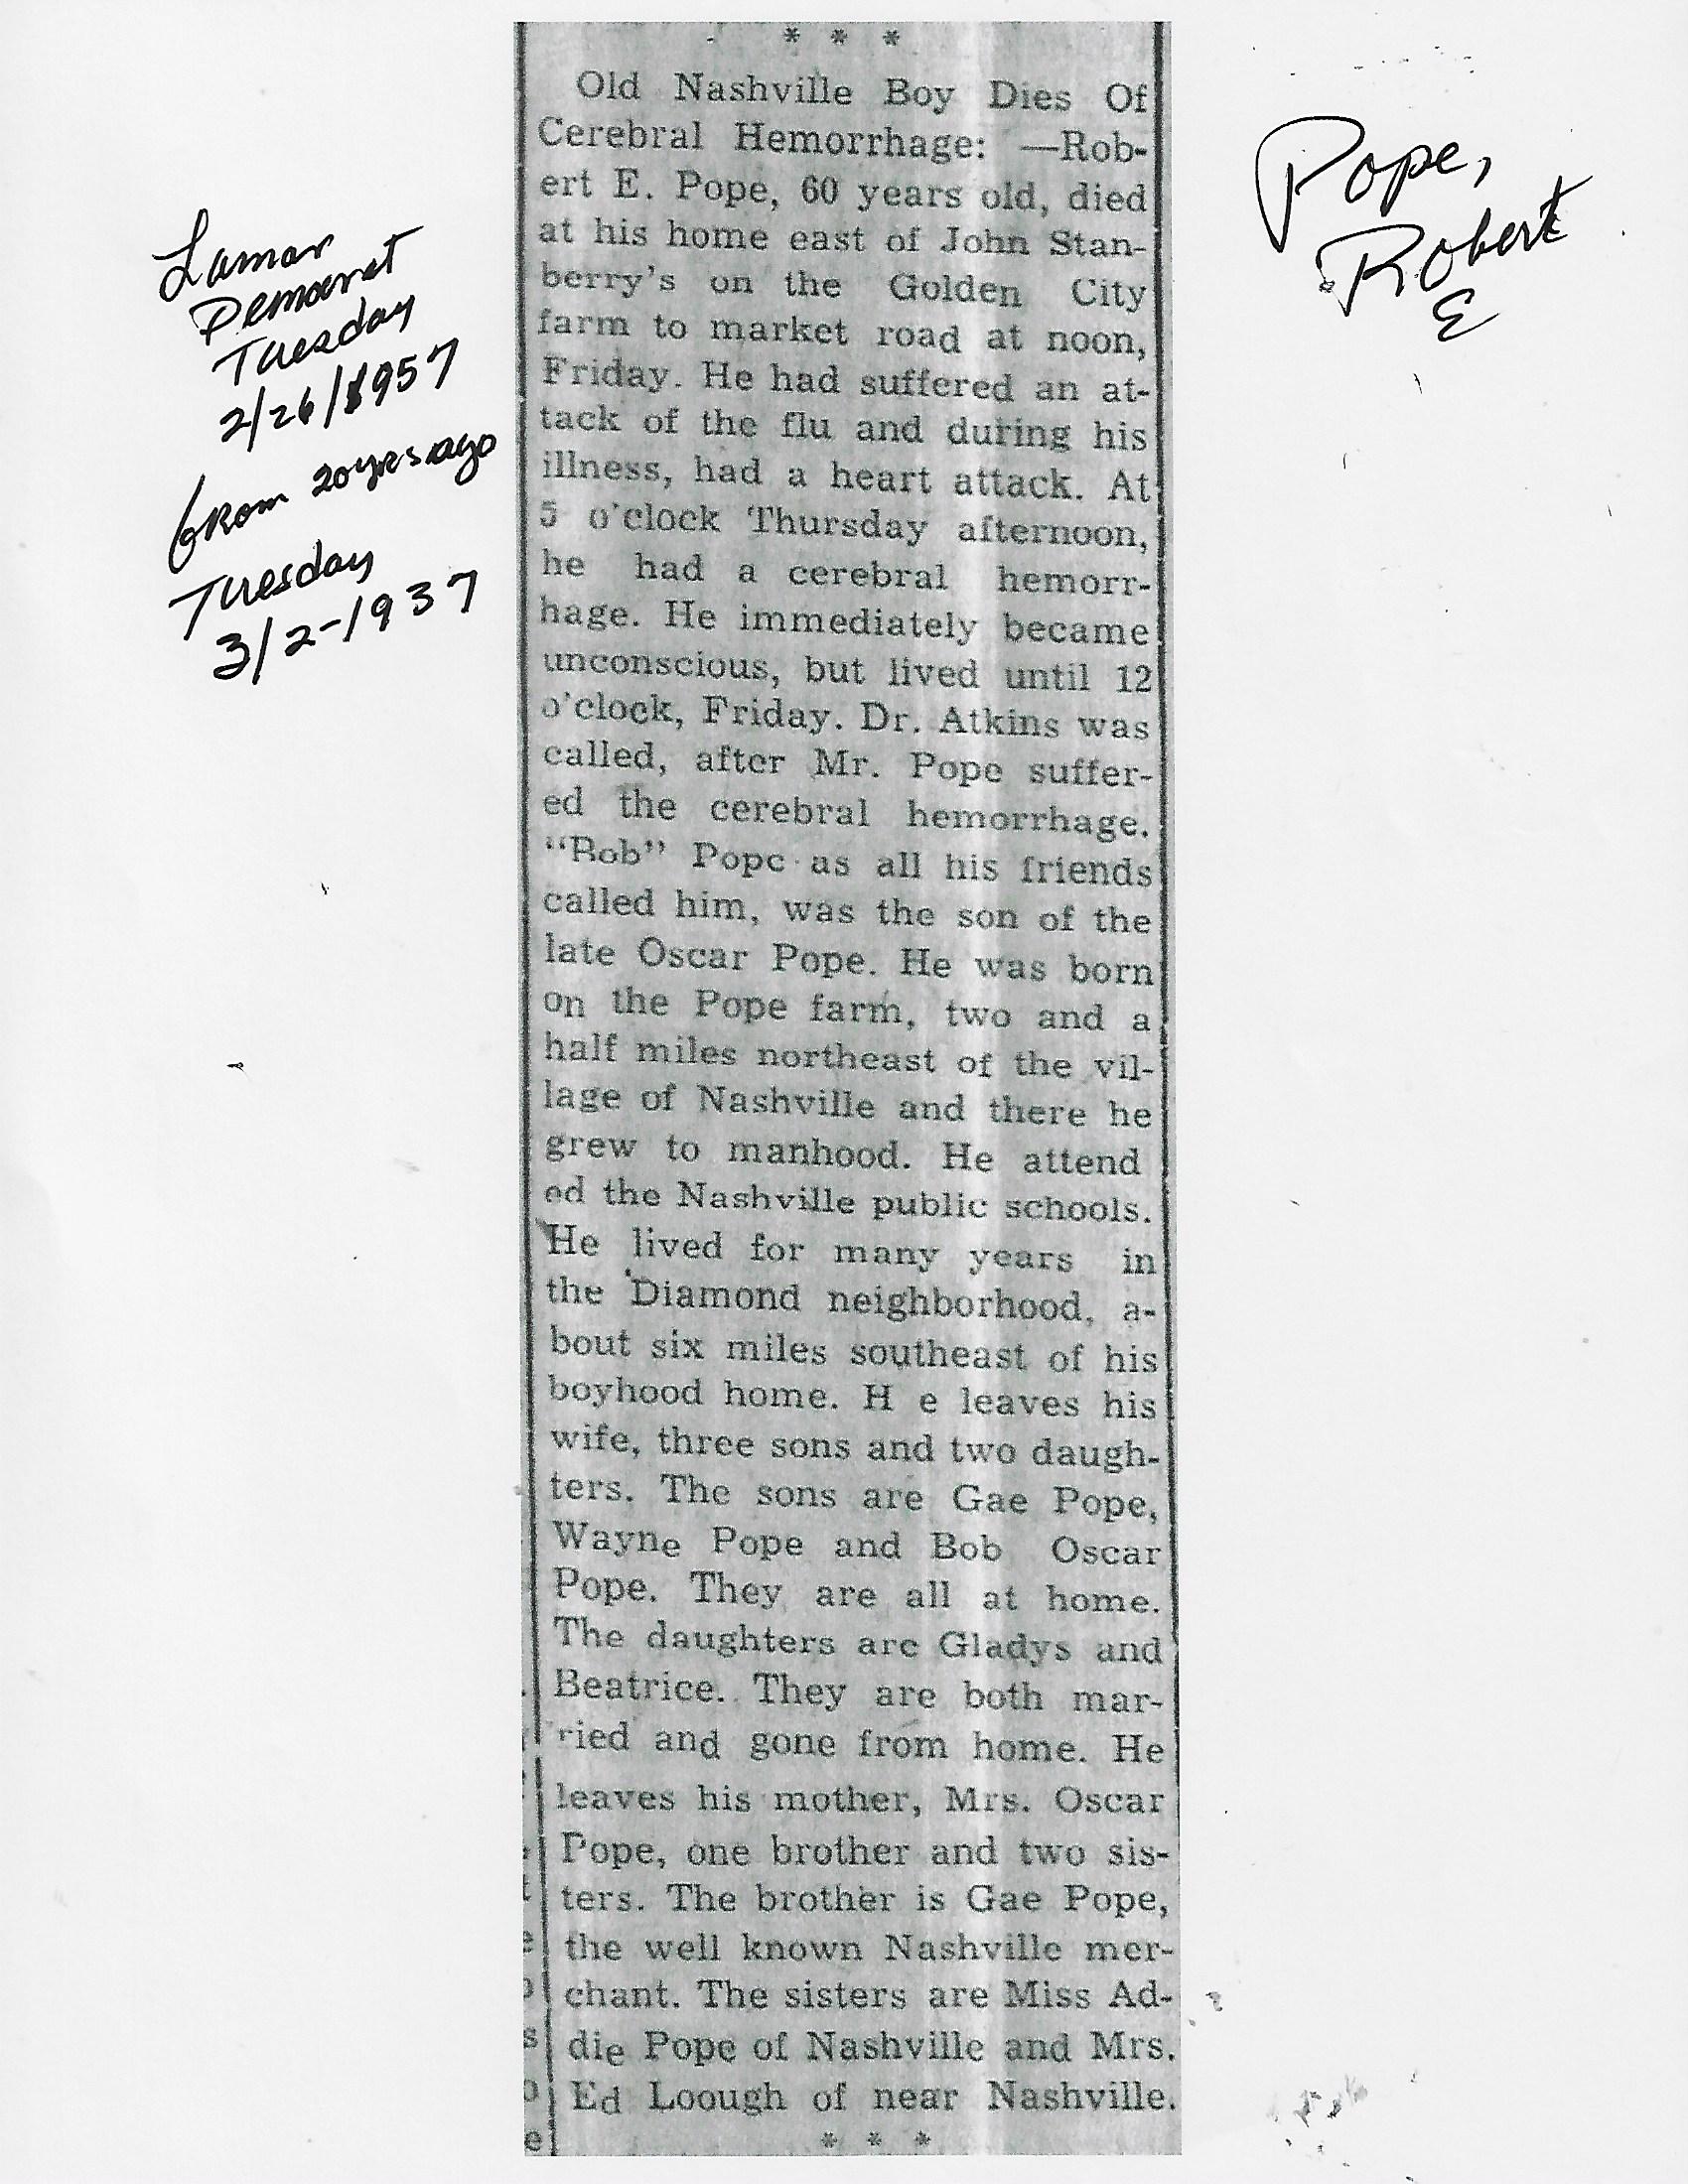 * * *
Old Nashville Boy Dies Of
Cerebral Hemorrhage: —Rob-
ert E. Pope, 60 years old, died
at his home east of John Stan-
berry's on the Golden City
farm to market road at noon,
Friday. He had suffered an at-
tack of the flu and during his
illness, had a heart attack. At
5 o'clock Thursday afternoon,
he had a cerebral hemorr-
hage. He immediately became
unconscious, but lived until 12
o'clock, Friday. Dr. Atkins was
called, after Mr. Pope suffer-
ed the cerebral hemorrhage.
"Bob" Pope as all his friends
called him, was the son of the
late Oscar Pope. He was born
on the Pope farm, two and a
half miles northeast of the vil-
lage of Nashville and there he
grew to manhood. He attend
ed the Nashville public schools.
He lived for many years in
the Diamond neighborhood, a-
bout six miles southeast of his
boyhood home. H e leaves his
wife, three sons and two daugh-
ters. The sons are Gae Pope,
Wayne Pope and Bob Oscar
Pope. They are all at home.
The daughters are Gladys and
Beatrice. They are both mar-
ried and gone from home. He
leaves his mother, Mrs. Oscar
Pope, one brother and two sis-
ters. The brother is Gae Pope,
the well known Nashville mer-
chant. The sisters are Miss Ad-
die Pope of Nashville and Mrs.
Ed Loough of near Nashville.
* * *
Lamar
Democrat
Tuesday
2/26/1957
from 20yrs ago
Tuesday
3/2-1937
Pope,
Robert
E